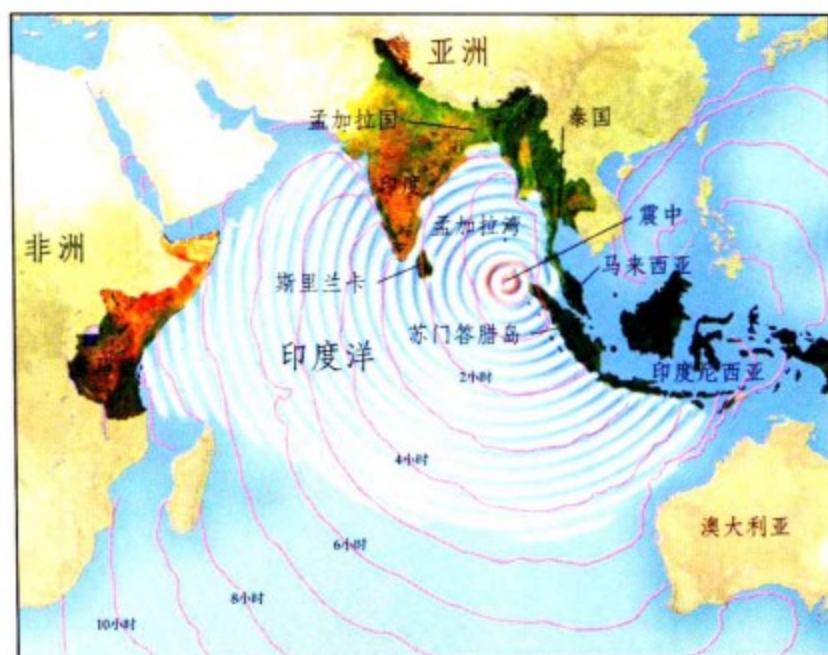 亚洲
孟加拉国
泰国
印度
孟加拉湾
震中
非洲
马来西亚
斯里兰卡
苏门答腊岛
印度洋
印度尼西亚
2小时
4小时
澳大利亚
6小时
8小时
10小时